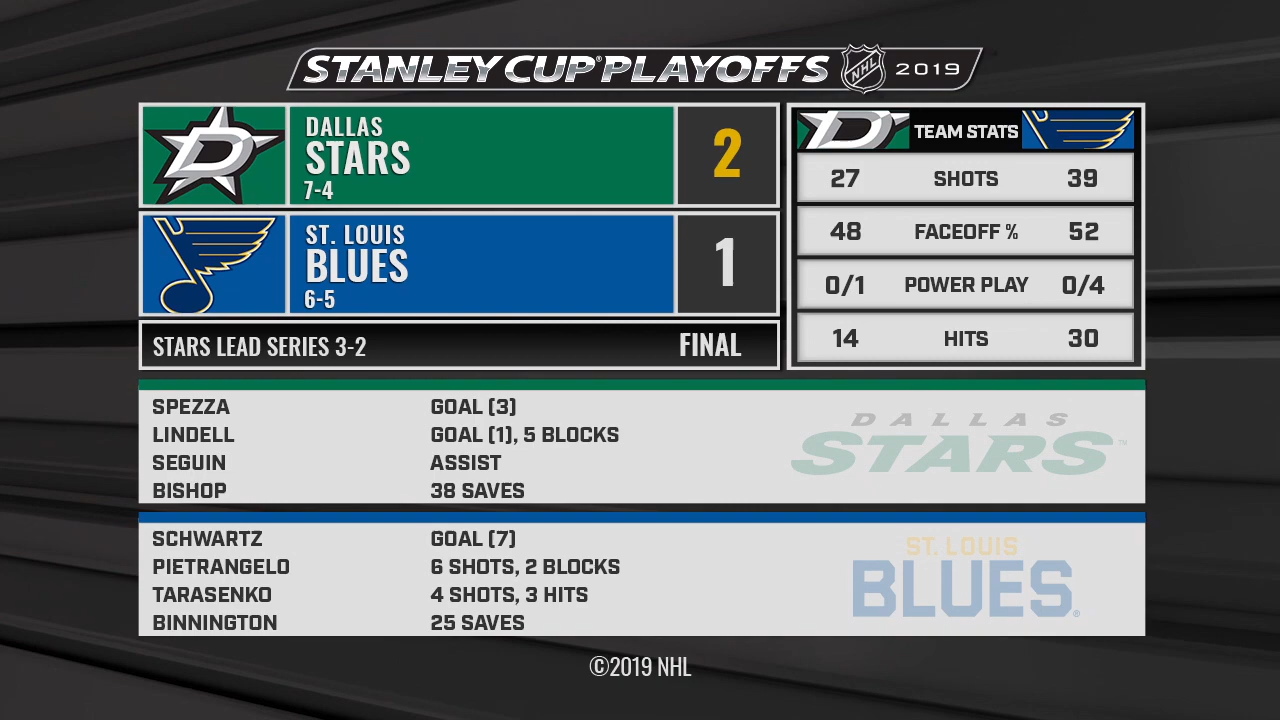 STANLEY CUP® PLAYOFFS NHL 2019
DALLAS
STARS
7-4
2
ST. LOUIS
BLUES
6-5
1
STARS LEAD SERIES 3-2 FINAL
D TEAM STATS
27 SHOTS 39
48 FACEOFF % 52
0/1 POWER PLAY 0/4
14 HITS 30
SPEZZA GOAL (3)
LINDELL GOAL (1), 5 BLOCKS
SEGUIN ASSIST
BISHOP 38 SAVES
DALLAS
STARS™
SCHWARTZ GOAL (7)
PIETRANGELO 6 SHOTS, 2 BLOCKS
TARASENKO 4 SHOTS, 3 HITS
BINNINGTON 25 SAVES
ST. LOUIS
BLUES®
©2019 NHL